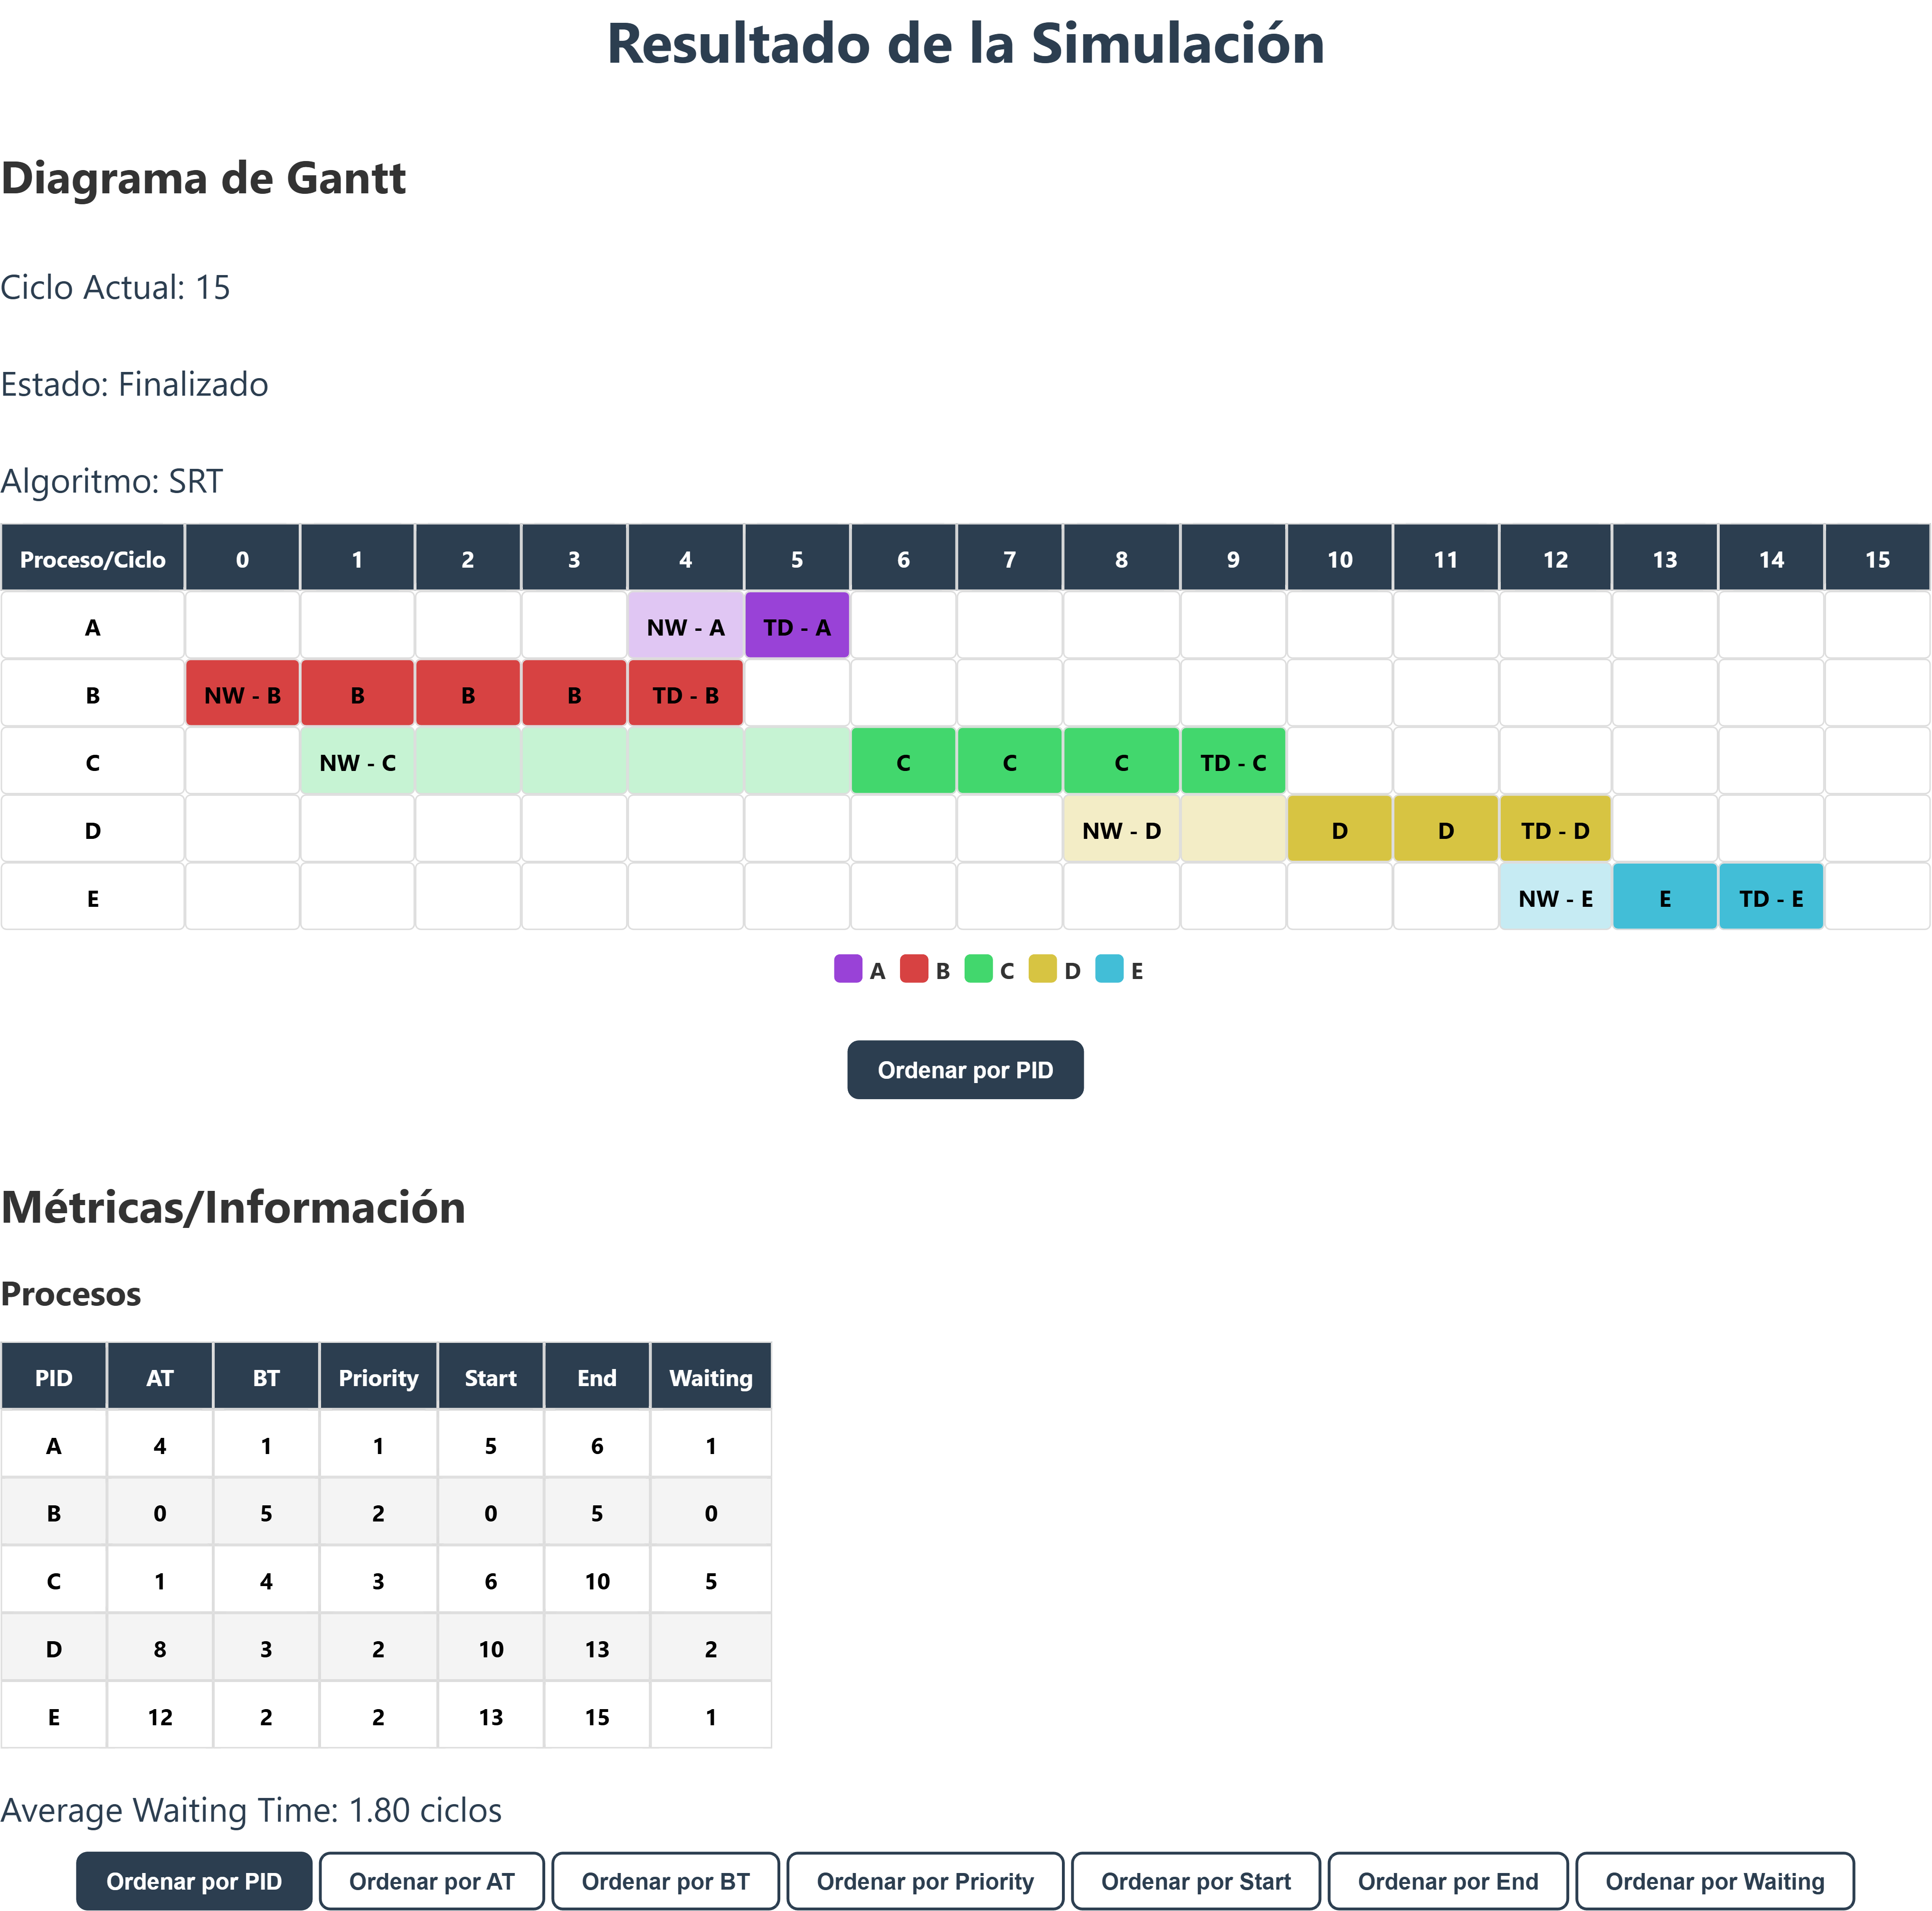 Resultado de la Simulación
Diagrama de Gantt
Ciclo Actual: 15
Estado: Finalizado
Algoritmo: SRT
Proceso/Ciclo 0 1 2 3 4 5 6 7 8 9 10 11 12 13 14 15
A NW - A TD - A
B NW - B B B B TD - B
C NW - C C C C TD - C
D NW - D D D TD - D
E NW - E E TD - E
A B C D E
Ordenar por PID
Métricas/Información
Procesos
PID AT BT Priority Start End Waiting
A 4 1 1 5 6 1
B 0 5 2 0 5 0
C 1 4 3 6 10 5
D 8 3 2 10 13 2
E 12 2 2 13 15 1
Average Waiting Time: 1.80 ciclos
Ordenar por PID Ordenar por AT Ordenar por BT Ordenar por Priority Ordenar por Start Ordenar por End Ordenar por Waiting